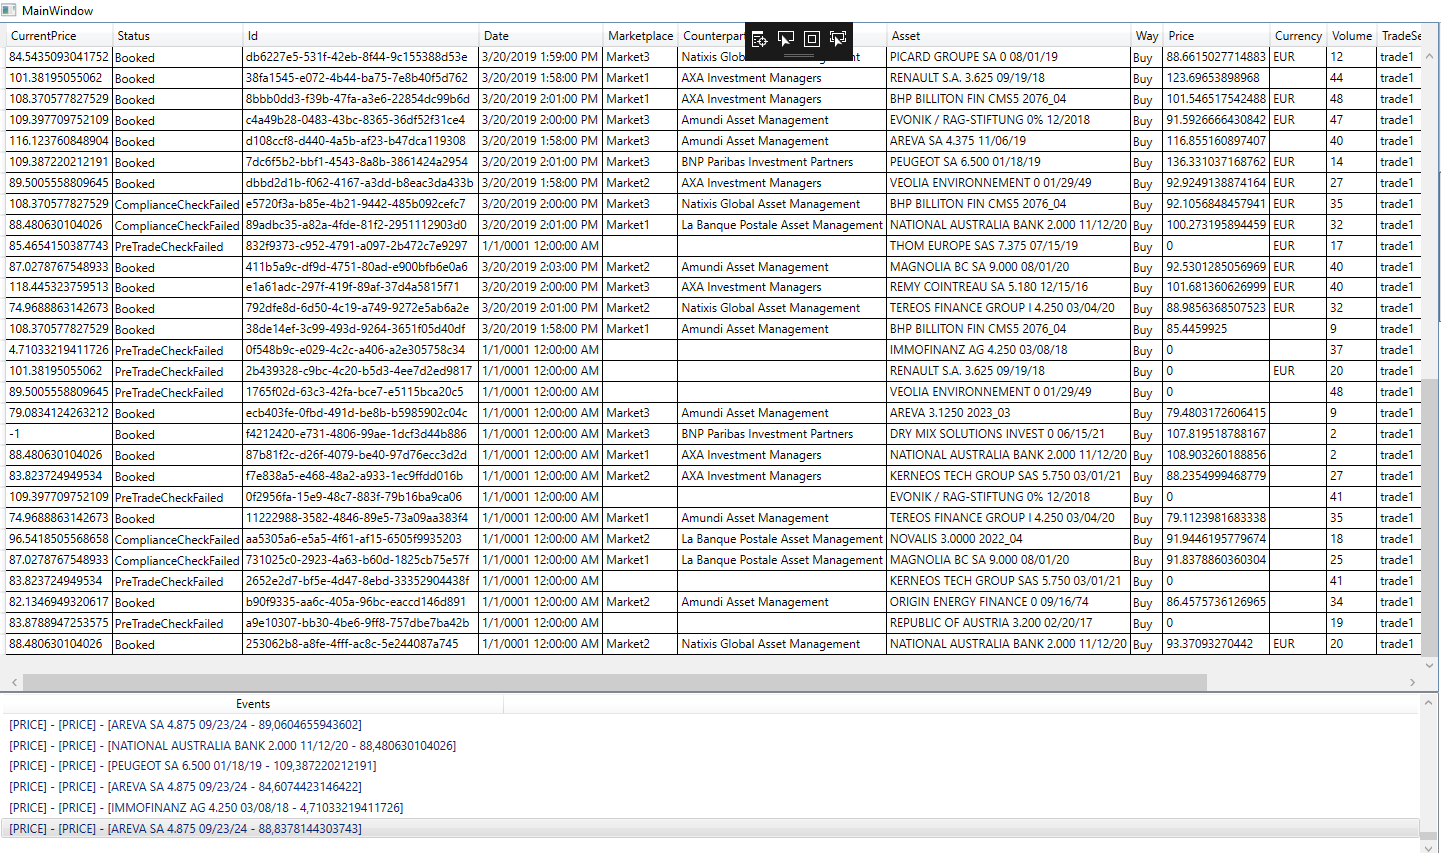 MainWindow
CurrentPrice Status Id Date Marketplace Counterpart Asset Way Price Currency Volume TradeSe
84.5435093041752 Booked db6227e5-531f-42eb-8f44-9c155388d53e 3/20/2019 1:59:00 PM Market3 Natixis Glob nt PICARD GROUPE SA 0 08/01/19 Buy 88.6615027714883 EUR 12 trade1
101.38195055062 Booked 38fa1545-e072-4b44-ba75-7e8b40f5d762 3/20/2019 1:58:00 PM Market1 AXA Investment Managers RENAULT S.A. 3.625 09/19/18 Buy 123.69653898968 44 trade1
108.370577827529 Booked 8bbb0dd3-f39b-47fa-a3e6-22854dc99b6d 3/20/2019 2:01:00 PM Market1 AXA Investment Managers BHP BILLITON FIN CMS5 2076_04 Buy 101.546517542488 EUR 48 trade1
109.397709752109 Booked c4a49b28-0483-43bc-8365-36df52f31ce4 3/20/2019 2:00:00 PM Market3 Amundi Asset Management EVONIK / RAG-STIFTUNG 0% 12/2018 Buy 91.5926666430842 EUR 47 trade1
116.123760848904 Booked d108ccf8-d440-4a5b-af23-b47dca119308 3/20/2019 1:58:00 PM Market3 Amundi Asset Management AREVA SA 4.375 11/06/19 Buy 116.855160897407 40 trade1
109.387220212191 Booked 7dc6f5b2-bbf1-4543-8a8b-3861424a2954 3/20/2019 2:01:00 PM Market3 BNP Paribas Investment Partners PEUGEOT SA 6.500 01/18/19 Buy 136.331037168762 EUR 14 trade1
89.5005558809645 Booked dbbd2d1b-f062-4167-a3dd-b8eac3da433b 3/20/2019 1:58:00 PM Market2 AXA Investment Managers VEOLIA ENVIRONNEMENT 0 01/29/49 Buy 92.9249138874164 EUR 27 trade1
108.370577827529 ComplianceCheckFailed e5720f3a-b85e-4b21-9442-485b092cefc7 3/20/2019 2:00:00 PM Market3 Natixis Global Asset Management BHP BILLITON FIN CMS5 2076_04 Buy 92.1056848457941 EUR 35 trade1
88.480630104026 ComplianceCheckFailed 89adbc35-a82a-4fde-81f2-2951112903d0 3/20/2019 2:01:00 PM Market1 La Banque Postale Asset Management NATIONAL AUSTRALIA BANK 2.000 11/12/20 Buy 100.273195894459 EUR 32 trade1
85.4654150387743 PreTradeCheckFailed 832f9373-c952-4791-a097-2b472c7e9297 1/1/0001 12:00:00 AM THOM EUROPE SAS 7.375 07/15/19 Buy 0 EUR 17 trade1
87.0278767548933 Booked 411b5a9c-df9d-4751-80ad-e900bfb6e0a6 3/20/2019 2:03:00 PM Market2 Amundi Asset Management MAGNOLIA BC SA 9.000 08/01/20 Buy 92.5301285056969 EUR 40 trade1
118.445323759513 Booked e1a61adc-297f-419f-89af-37d4a5815f71 3/20/2019 2:00:00 PM Market3 AXA Investment Managers REMY COINTREAU SA 5.180 12/15/16 Buy 101.681360626999 EUR 40 trade1
74.9688863142673 Booked 792dfe8d-6d50-4c19-a749-9272e5ab6a2e 3/20/2019 2:01:00 PM Market2 Natixis Global Asset Management TEREOS FINANCE GROUP I 4.250 03/04/20 Buy 88.9856368507523 EUR 32 trade1
108.370577827529 Booked 38de14ef-3c99-493d-9264-3651f05d40df 3/20/2019 1:58:00 PM Market1 Amundi Asset Management BHP BILLITON FIN CMS5 2076_04 Buy 85.4459925 9 trade1
4.71033219411726 PreTradeCheckFailed 0f548b9c-e029-4c2c-a406-a2e305758c34 1/1/0001 12:00:00 AM IMMOFINANZ AG 4.250 03/08/18 Buy 0 37 trade1
101.38195055062 PreTradeCheckFailed 2b439328-c9bc-4c20-b5d3-4ee7d2ed9817 1/1/0001 12:00:00 AM RENAULT S.A. 3.625 09/19/18 Buy 0 EUR 20 trade1
89.5005558809645 PreTradeCheckFailed 1765f02d-63c3-42fa-bce7-e5115bca20c5 1/1/0001 12:00:00 AM VEOLIA ENVIRONNEMENT 0 01/29/49 Buy 0 48 trade1
79.0834124263212 Booked ecb403fe-0fbd-491d-be8b-b5985902c04c 1/1/0001 12:00:00 AM Market3 Amundi Asset Management AREVA 3.1250 2023_03 Buy 79.4803172606415 9 trade1
-1 Booked f4212420-e731-4806-99ae-1dcf3d44b886 1/1/0001 12:00:00 AM Market3 BNP Paribas Investment Partners DRY MIX SOLUTIONS INVEST 0 06/15/21 Buy 107.819518788167 2 trade1
88.480630104026 Booked 87b81f2c-d26f-4079-be40-97d76ecc3d2d 1/1/0001 12:00:00 AM Market1 AXA Investment Managers NATIONAL AUSTRALIA BANK 2.000 11/12/20 Buy 108.903260188856 2 trade1
83.823724949534 Booked f7e838a5-e468-48a2-a933-1ec9ffdd016b 1/1/0001 12:00:00 AM Market2 AXA Investment Managers KERNEOS TECH GROUP SAS 5.750 03/01/21 Buy 88.2354999468779 27 trade1
109.397709752109 PreTradeCheckFailed 0f2956fa-15e9-48c7-883f-79b16ba9ca06 1/1/0001 12:00:00 AM EVONIK / RAG-STIFTUNG 0% 12/2018 Buy 0 41 trade1
74.9688863142673 Booked 11222988-3582-4846-89e5-73a09aa383f4 1/1/0001 12:00:00 AM Market1 Amundi Asset Management TEREOS FINANCE GROUP I 4.250 03/04/20 Buy 79.1123981683338 35 trade1
96.5418505568658 ComplianceCheckFailed aa5305a6-e5a5-4f61-af15-6505f9935203 1/1/0001 12:00:00 AM Market2 La Banque Postale Asset Management NOVALIS 3.0000 2022_04 Buy 91.9446195779674 18 trade1
87.0278767548933 ComplianceCheckFailed 731025c0-2923-4a63-b60d-1825cb75e57f 1/1/0001 12:00:00 AM Market1 La Banque Postale Asset Management MAGNOLIA BC SA 9.000 08/01/20 Buy 91.8378860360304 25 trade1
83.823724949534 PreTradeCheckFailed 2652e2d7-bf5e-4d47-8ebd-33352904438f 1/1/0001 12:00:00 AM KERNEOS TECH GROUP SAS 5.750 03/01/21 Buy 0 41 trade1
82.1346949320617 Booked b90f9335-aa6c-405a-96bc-eaccd146d891 1/1/0001 12:00:00 AM Market2 Amundi Asset Management ORIGIN ENERGY FINANCE 0 09/16/74 Buy 86.4575736126965 34 trade1
83.8788947253575 PreTradeCheckFailed a9e10307-bb30-4be6-9ff8-757dbe7ba42b 1/1/0001 12:00:00 AM REPUBLIC OF AUSTRIA 3.200 02/20/17 Buy 0 19 trade1
88.480630104026 Booked 253062b8-a8fe-4fff-ac8c-5e244087a745 1/1/0001 12:00:00 AM Market2 Natixis Global Asset Management NATIONAL AUSTRALIA BANK 2.000 11/12/20 Buy 93.37093270442 EUR 20 trade1
Events
[PRICE] - [PRICE] - [AREVA SA 4.875 09/23/24 - 89,0604655943602]
[PRICE] - [PRICE] - [NATIONAL AUSTRALIA BANK 2.000 11/12/20 - 88,480630104026]
[PRICE] - [PRICE] - [PEUGEOT SA 6.500 01/18/19 - 109,387220212191]
[PRICE] - [PRICE] - [AREVA SA 4.875 09/23/24 - 84,6074423146422]
[PRICE] - [PRICE] - [IMMOFINANZ AG 4.250 03/08/18 - 4,71033219411726]
[PRICE] - [PRICE] - [AREVA SA 4.875 09/23/24 - 88,8378144303743]